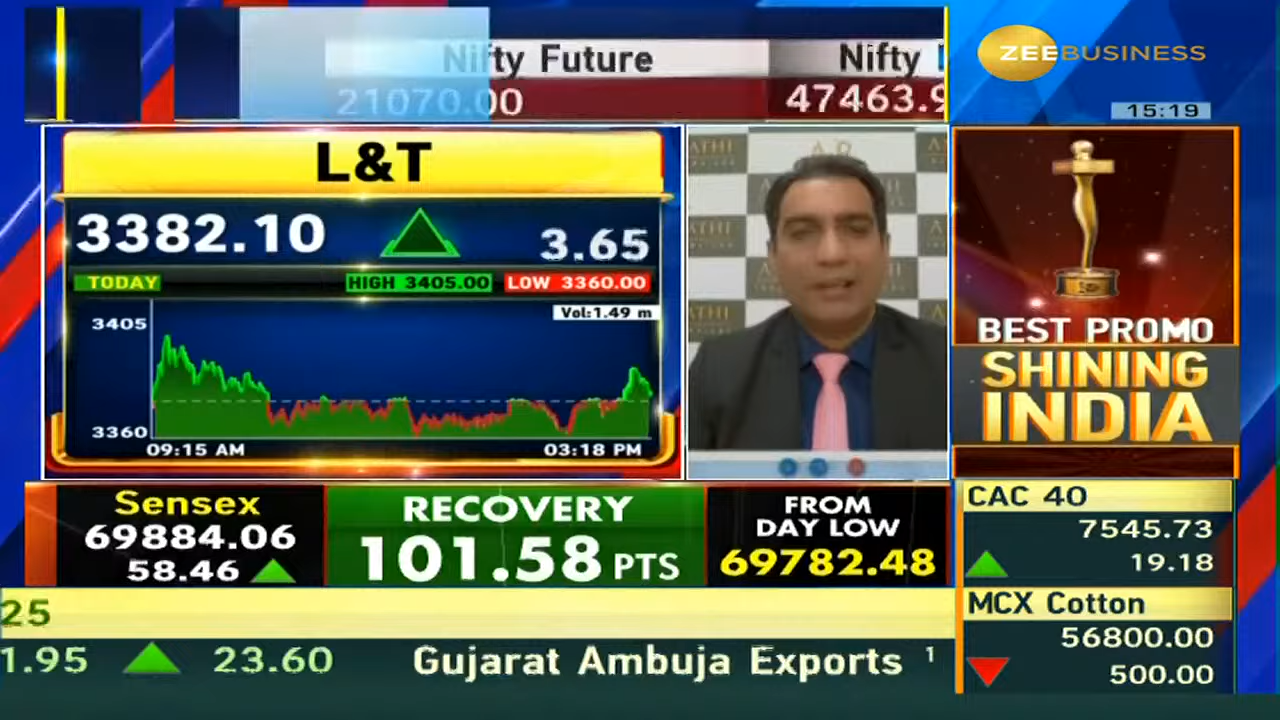 Nifty Future
21070.00
Nifty
47463.9
ZEEBUSINESS
15:19
L&T
3382.10
3.65
TODAY
HIGH 3405.00
LOW 3360.00
Vol:1.49 m
3405
3360
09:15 AM
03:18 PM
BEST PROMO
SHINING
INDIA
Sensex
69884.06
58.46
RECOVERY
101.58 PTS
FROM
DAY LOW
69782.48
CAC 40
7545.73
19.18
MCX Cotton
56800.00
500.00
25
1.95 23.60 Gujarat Ambuja Exports